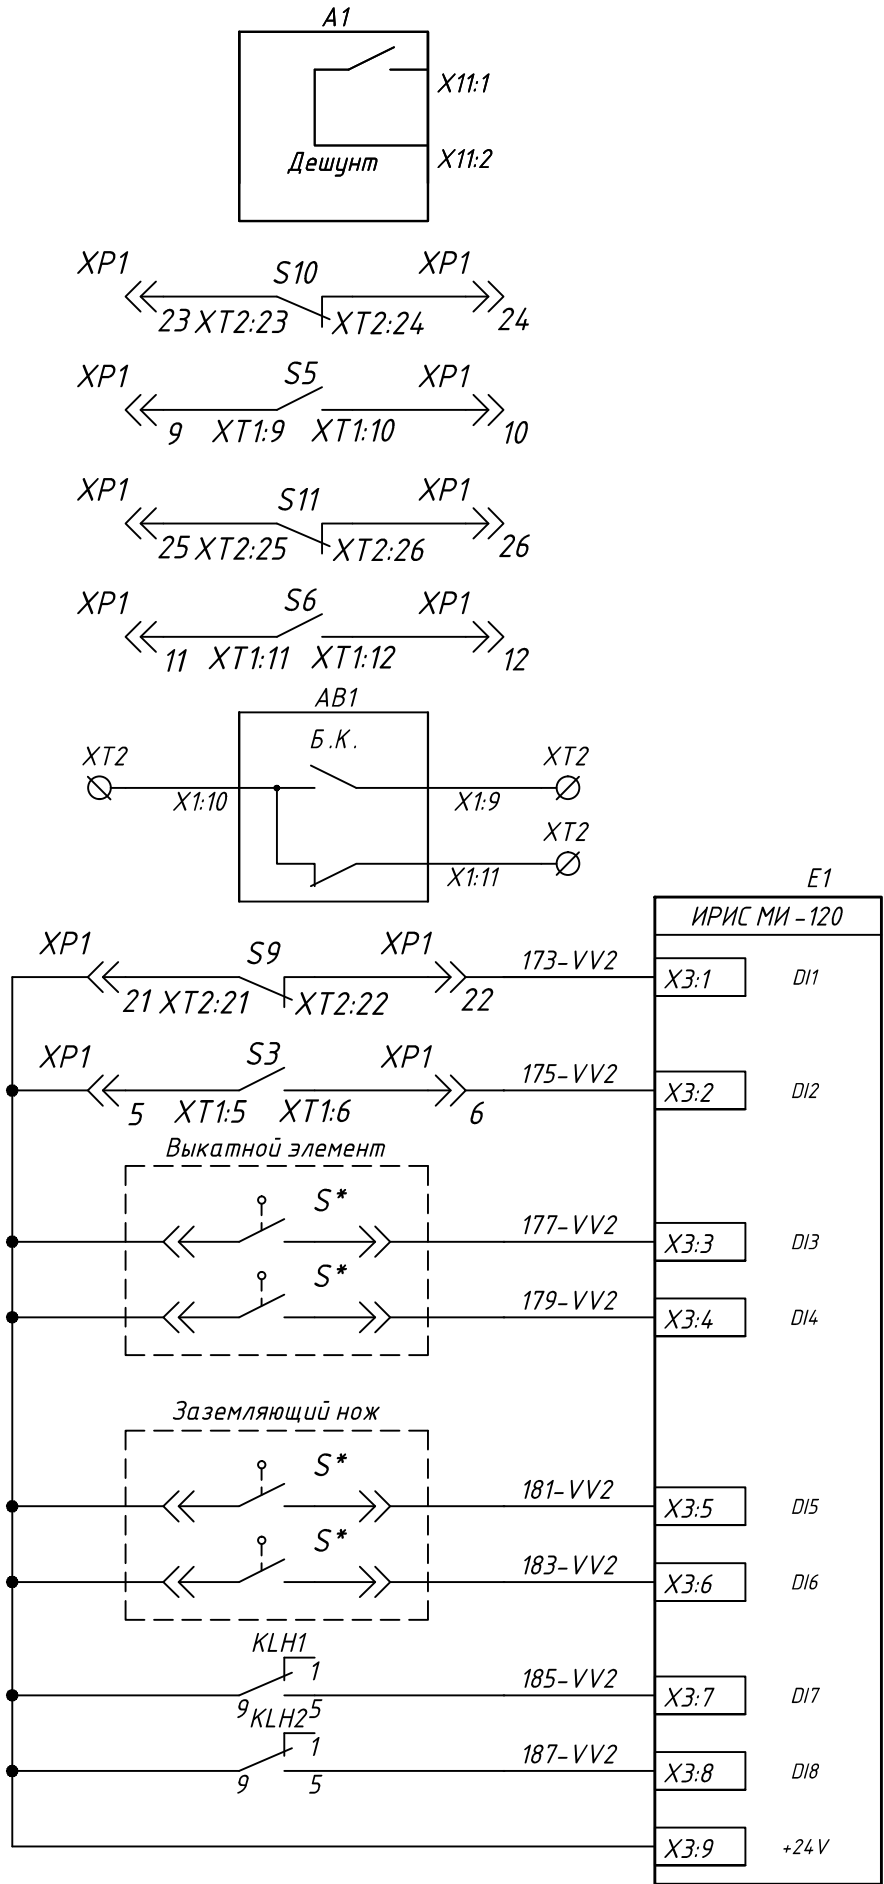 A1
X11:1
X11:2
Дешунт
XP1 S10 XP1
23 XT2:23 XT2:24 24
XP1 S5 XP1
9 XT1:9 XT1:10 10
XP1 S11 XP1
25 XT2:25 XT2:26 26
XP1 S6 XP1
11 XT1:11 XT1:12 12
AB1
Б.К.
XT2 XT2
X1:10 X1:9
XT2
X1:11
E1
ИРИС МИ -120
XP1 S9 XP1 173-VV2
21 XT2:21 XT2:22 22 X3:1 DI1
XP1 S3 XP1 175-VV2
5 XT1:5 XT1:6 6 X3:2 DI2
Выкатной элемент
S* 177-VV2
X3:3 DI3
S* 179-VV2
X3:4 DI4
Заземляющий нож
S* 181-VV2
X3:5 DI5
S* 183-VV2
X3:6 DI6
KLH1
1 185-VV2
9 5 X3:7 DI7
KLH2
1 187-VV2
9 5 X3:8 DI8
X3:9 +24V